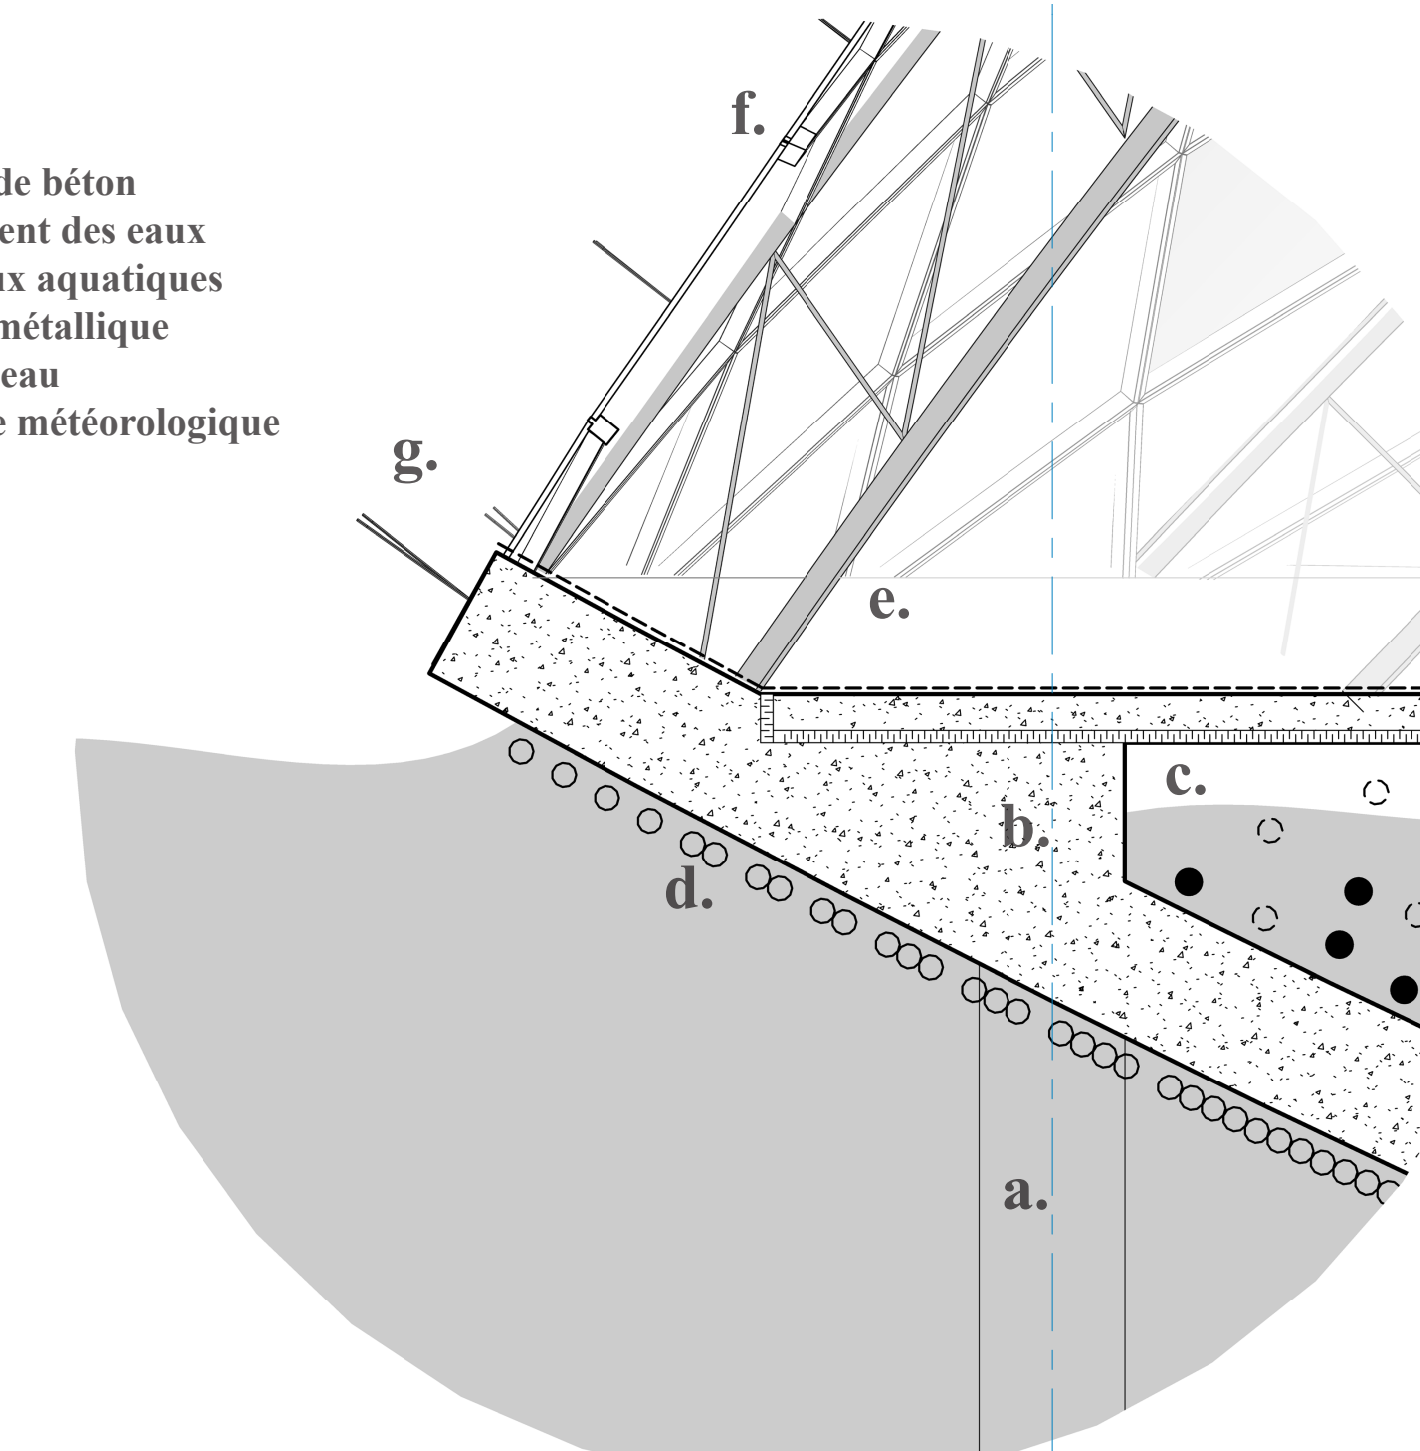 de béton
ent des eaux
ux aquatiques
métallique
eau
e météorologique
f.
g.
e.
c.
b.
d.
a.